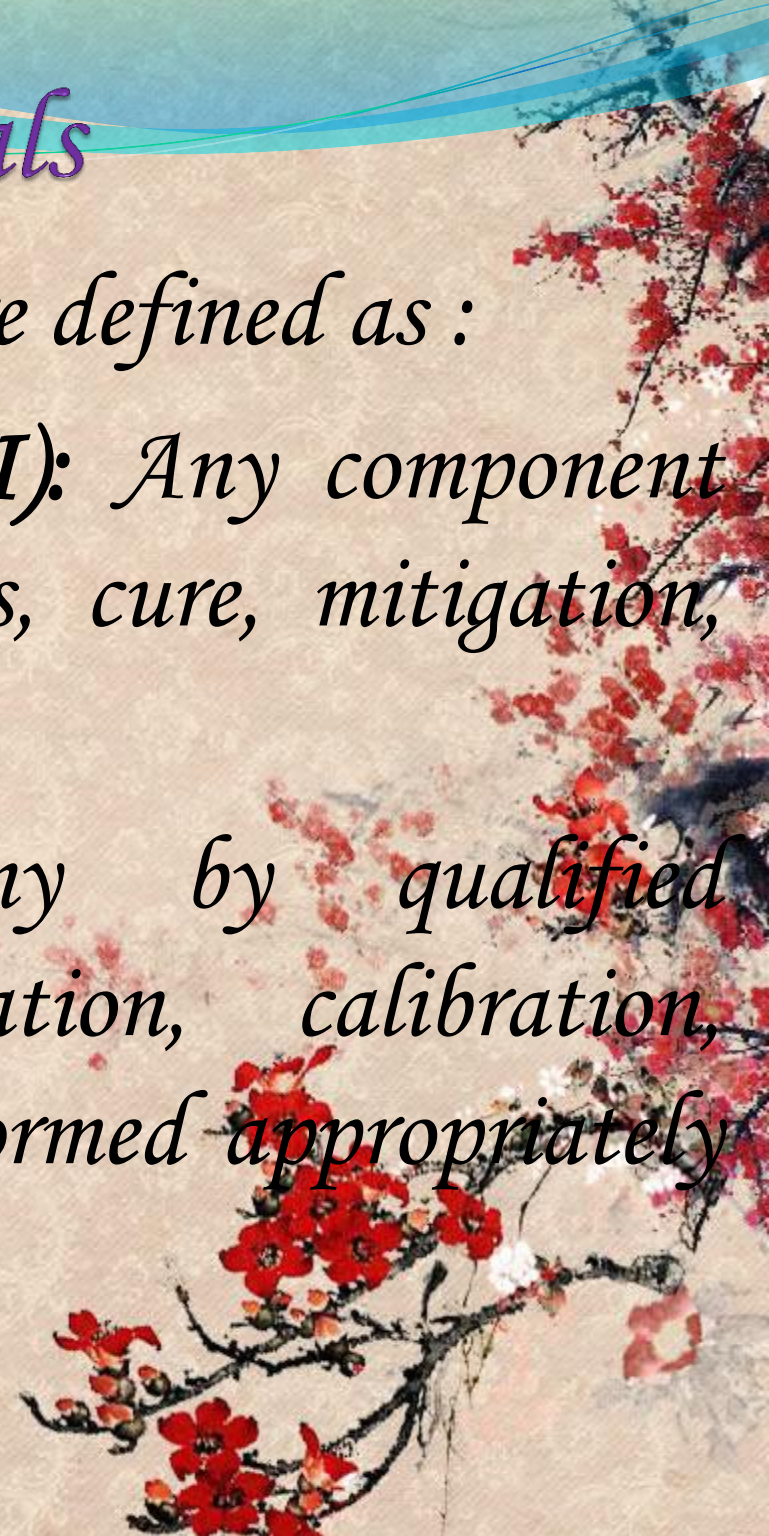 als
e defined as :
I): Any component
s, cure, mitigation,
ny by qualified
ation, calibration,
ormed appropriately